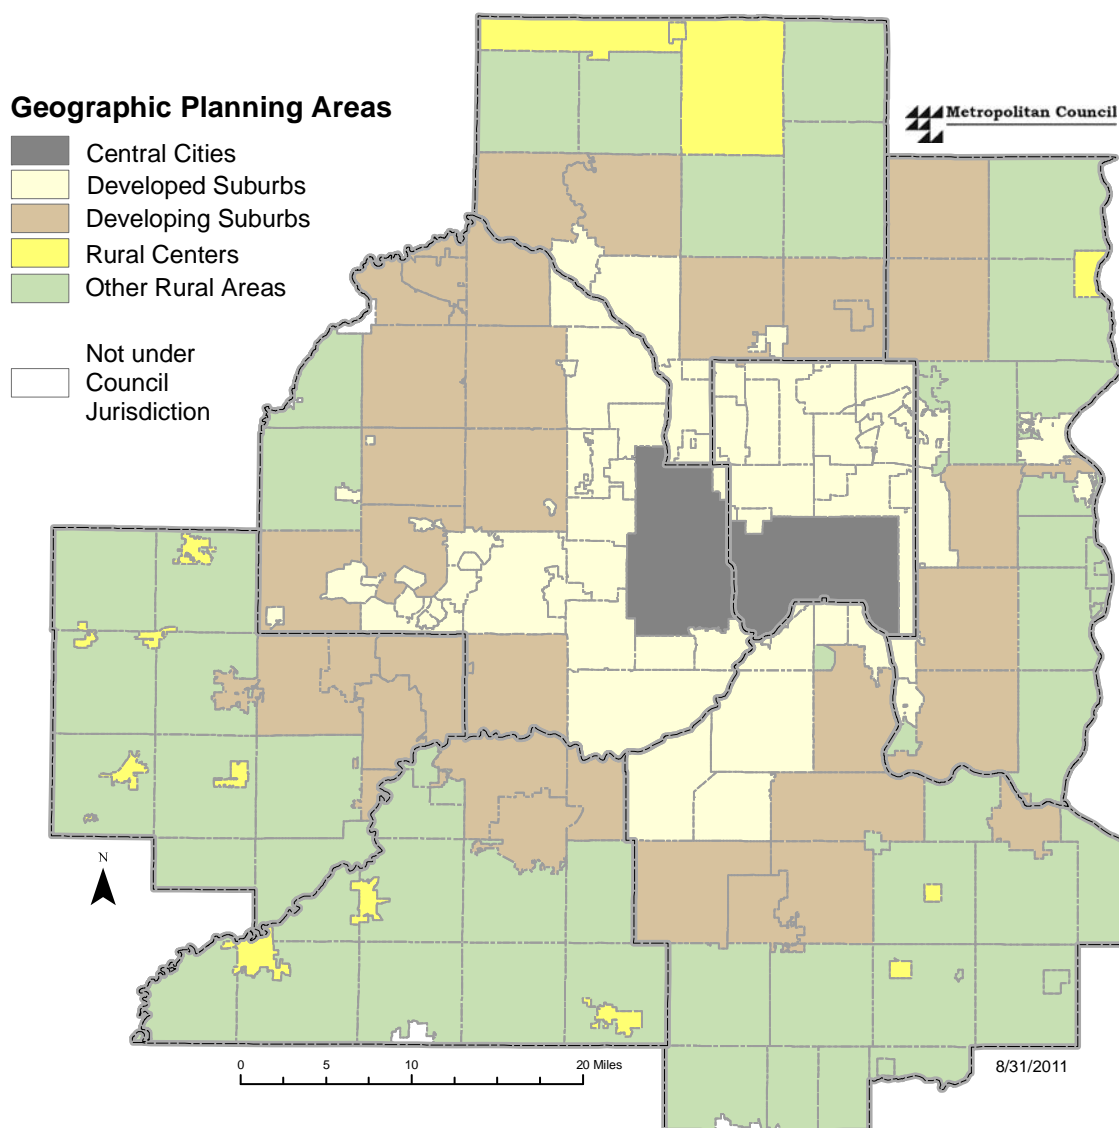 Geographic Planning Areas
Central Cities
Developed Suburbs
Developing Suburbs
Rural Centers
Other Rural Areas
Not under
Council
Jurisdiction
Metropolitan Council
N
0 5 10 20 Miles
8/31/2011